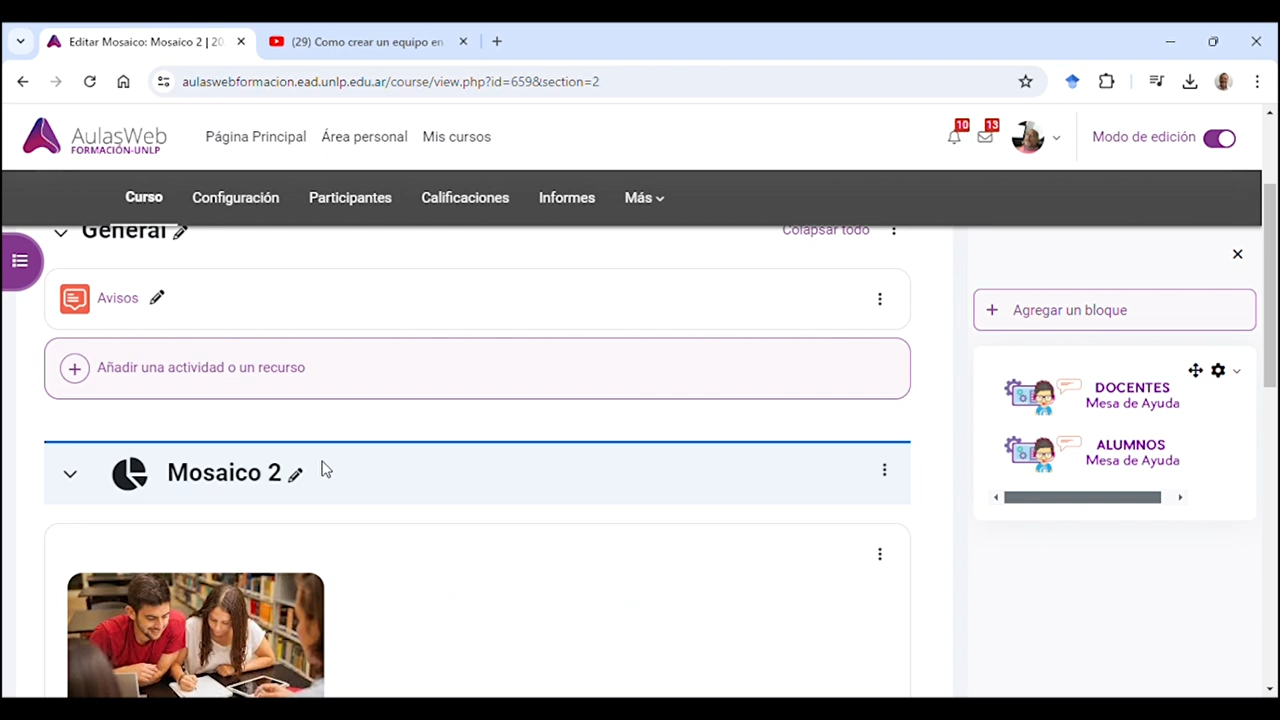 Editar Mosaico: Mosaico 2 | 20
(29) Como crear un equipo en
aulaswebformacion.ead.unlp.edu.ar/course/view.php?id=659&section=2
AulasWeb
FORMACIÓN-UNLP
Página Principal
Área personal
Mis cursos
10
13
Modo de edición
Curso
Configuración
Participantes
Calificaciones
Informes
Más
General
Colapsar todo
Avisos
Añadir una actividad o un recurso
Mosaico 2
Agregar un bloque
DOCENTES
Mesa de Ayuda
ALUMNOS
Mesa de Ayuda